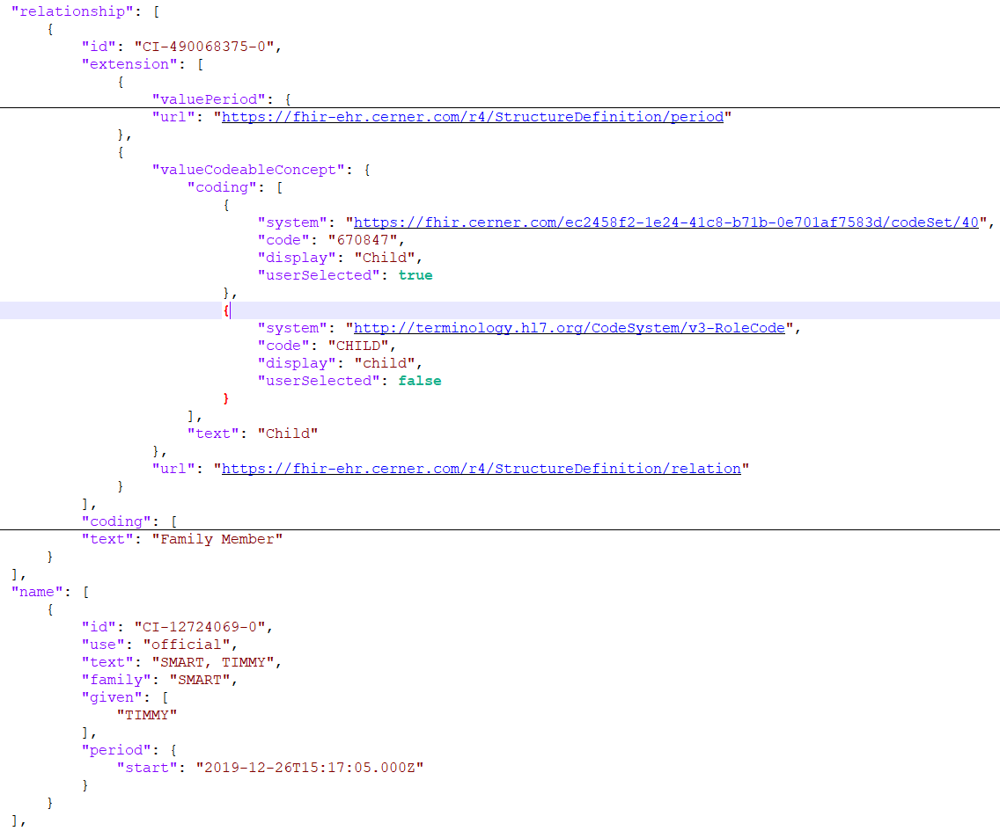 "relationship": [
    {
        "id": "CI-490068375-0",
        "extension": [
            {
                "valuePeriod": {
                "url": "https://fhir-ehr.cerner.com/r4/StructureDefinition/period"
            },
            {
                "valueCodeableConcept": {
                    "coding": [
                        {
                            "system": "https://fhir.cerner.com/ec2458f2-1e24-41c8-b71b-0e701af7583d/codeSet/40",
                            "code": "670847",
                            "display": "Child",
                            "userSelected": true
                        },
                        {
                            "system": "http://terminology.hl7.org/CodeSystem/v3-RoleCode",
                            "code": "CHILD",
                            "display": "child",
                            "userSelected": false
                        }
                    ],
                    "text": "Child"
                },
                "url": "https://fhir-ehr.cerner.com/r4/StructureDefinition/relation"
            }
        ],
        "coding": [
        "text": "Family Member"
    }
],
"name": [
    {
        "id": "CI-12724069-0",
        "use": "official",
        "text": "SMART, TIMMY",
        "family": "SMART",
        "given": [
            "TIMMY"
        ],
        "period": {
            "start": "2019-12-26T15:17:05.000Z"
        }
    }
],